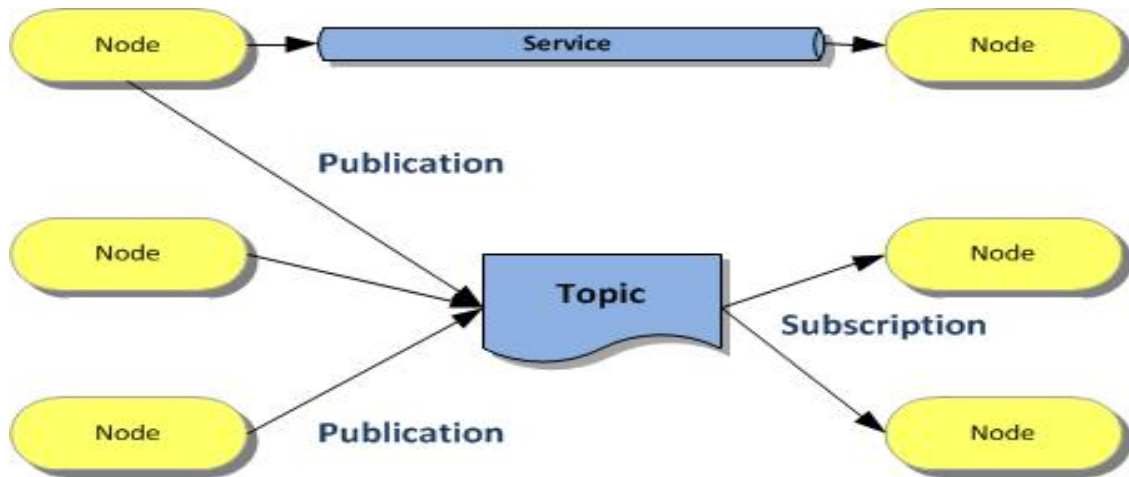 Node
Service
Node
Publication
Node
Topic
Node
Subscription
Node
Publication
Node